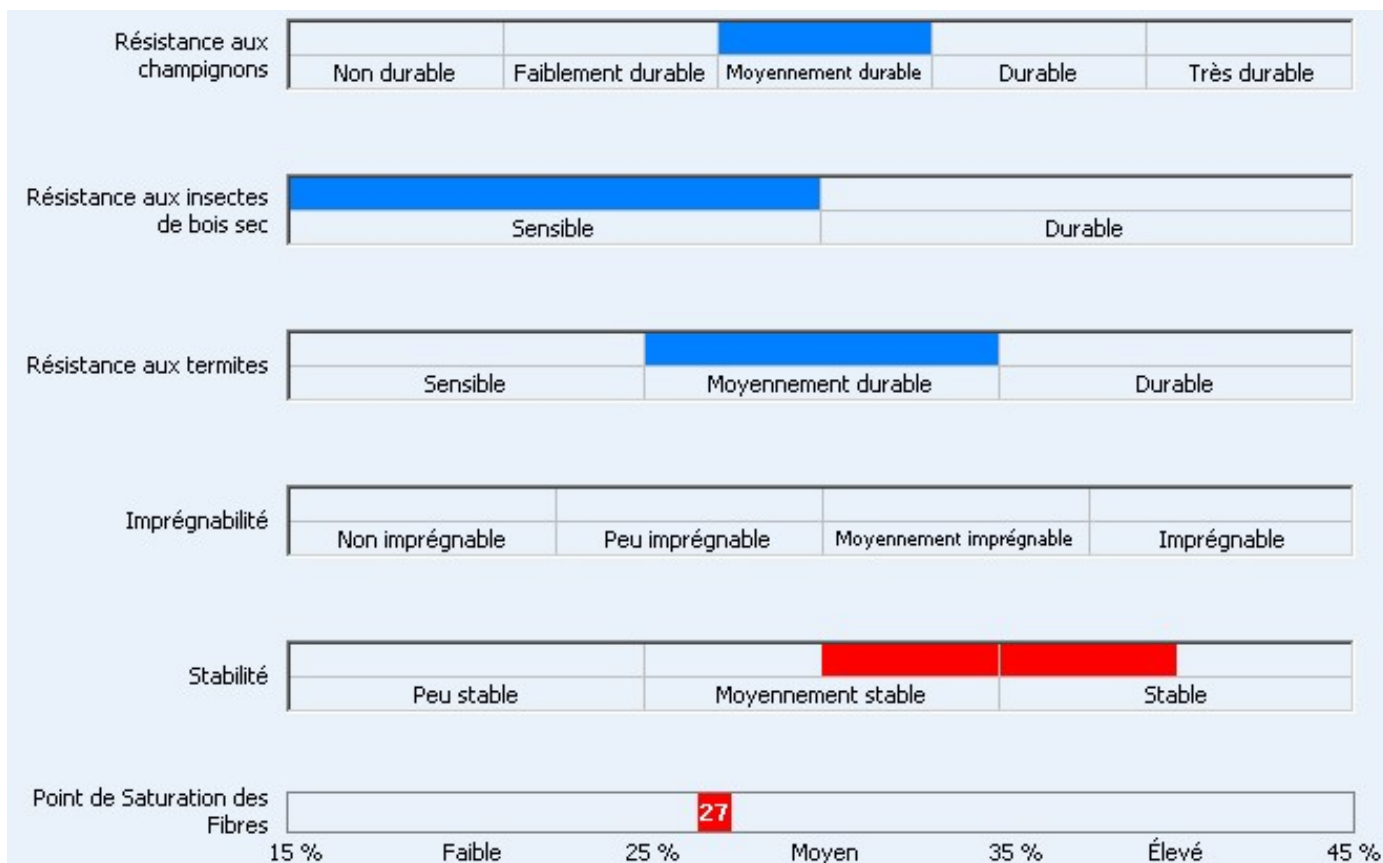 Résistance aux
champignons
Non durable Faiblement durable Moyennement durable Durable Très durable
Résistance aux insectes
de bois sec
Sensible Durable
Résistance aux termites
Sensible Moyennement durable Durable
Imprégnabilité
Non imprégnable Peu imprégnable Moyennement imprégnable Imprégnable
Stabilité
Peu stable Moyennement stable Stable
Point de Saturation des
Fibres
27
15 % Faible 25 % Moyen 35 % Élevé 45 %